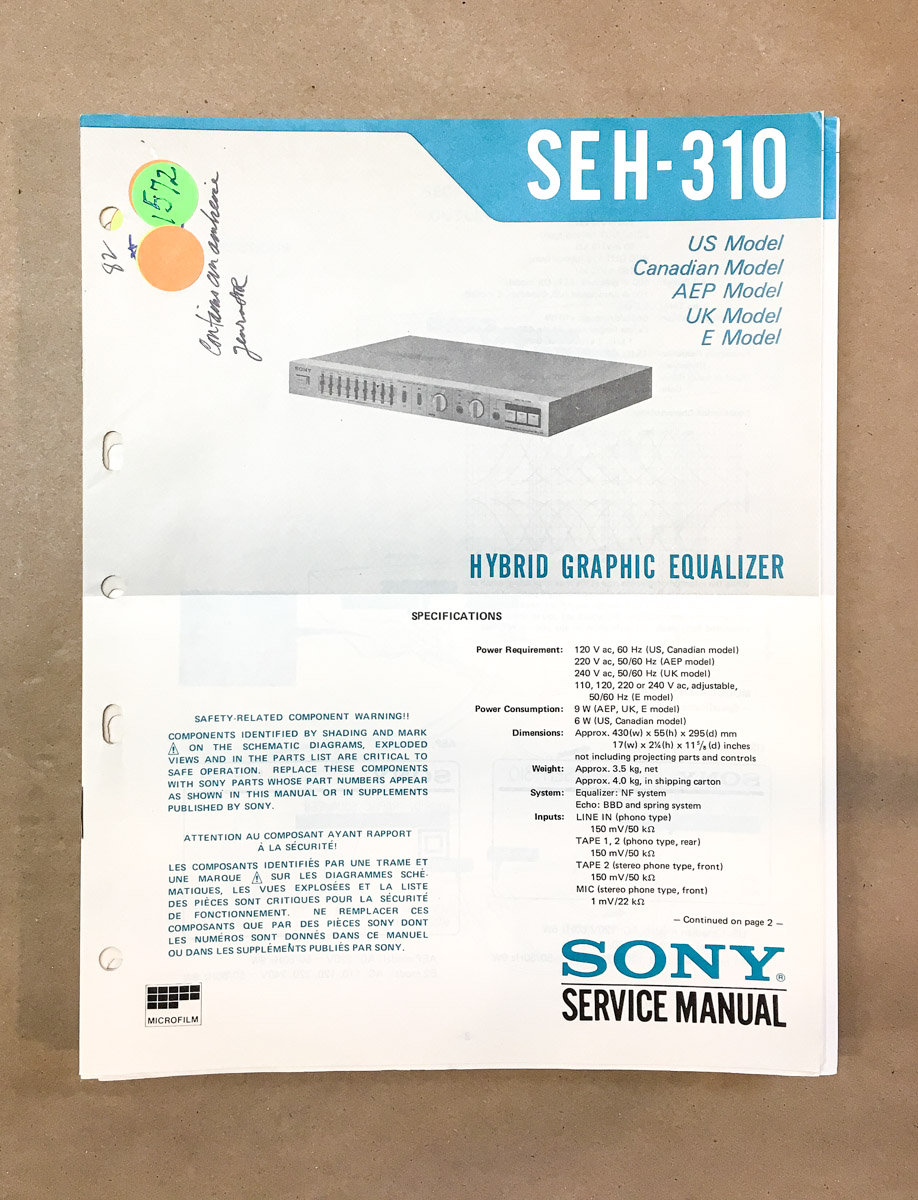 SEH-310
US Model
Canadian Model
AEP Model
UK Model
E Model
1572
82
Contains an ambience
SONY
HYBRID GRAPHIC EQUALIZER
SPECIFICATIONS
Power Requirement: 120 V ac, 60 Hz (US, Canadian model)
220 V ac, 50/60 Hz (AEP model)
240 V ac, 50/60 Hz (UK model)
110, 120, 220 or 240 V ac, adjustable,
50/60 Hz (E model)
Power Consumption: 9 W (AEP, UK, E model)
6 W (US, Canadian model)
Dimensions: Approx. 430(w) x 55(h) x 295(d) mm
17(w) x 2¼(h) x 11⅝(d) inches
not including projecting parts and controls
Weight: Approx. 3.5 kg, net
Approx. 4.0 kg, in shipping carton
System: Equalizer: NF system
Echo: BBD and spring system
Inputs: LINE IN (phono type)
150 mV/50 kΩ
TAPE 1, 2 (phono type, rear)
150 mV/50 kΩ
TAPE 2 (stereo phone type, front)
150 mV/50 kΩ
MIC (stereo phone type, front)
1 mV/22 kΩ
— Continued on page 2 —
SAFETY-RELATED COMPONENT WARNING!!
COMPONENTS IDENTIFIED BY SHADING AND MARK
⚠ ON THE SCHEMATIC DIAGRAMS, EXPLODED
VIEWS AND IN THE PARTS LIST ARE CRITICAL TO
SAFE OPERATION. REPLACE THESE COMPONENTS
WITH SONY PARTS WHOSE PART NUMBERS APPEAR
AS SHOWN IN THIS MANUAL OR IN SUPPLEMENTS
PUBLISHED BY SONY.
ATTENTION AU COMPOSANT AYANT RAPPORT
À LA SÉCURITÉ!
LES COMPOSANTS IDENTIFIÉS PAR UNE TRAME ET
UNE MARQUE ⚠ SUR LES DIAGRAMMES SCHÉ-
MATIQUES, LES VUES EXPLOSÉES ET LA LISTE
DES PIÈCES SONT CRITIQUES POUR LA SÉCURITÉ
DE FONCTIONNEMENT. NE REMPLACER CES
COMPOSANTS QUE PAR DES PIÈCES SONY DONT
LES NUMÉROS SONT DONNÉS DANS CE MANUEL
OU DANS LES SUPPLÉMENTS PUBLIÉS PAR SONY.
MICROFILM
SONY®
SERVICE MANUAL